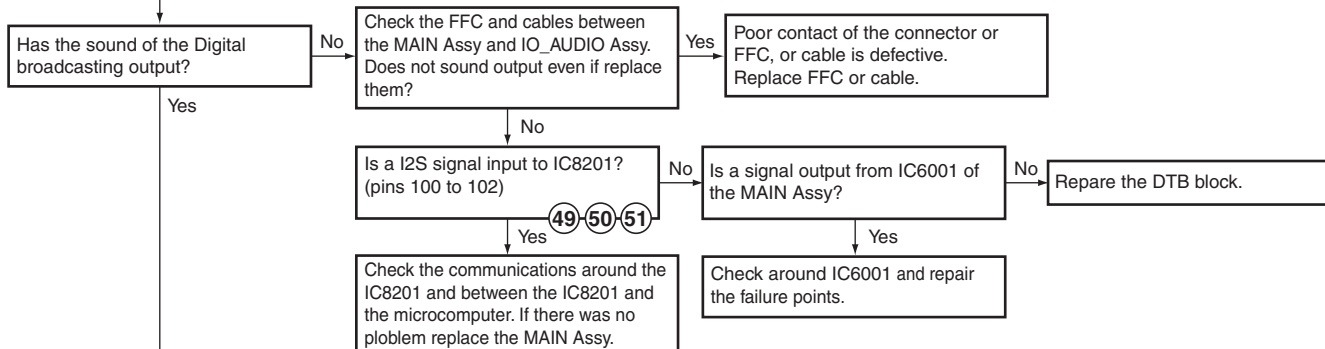 Has the sound of the Digital
broadcasting output?
No
Check the FFC and cables between
the MAIN Assy and IO_AUDIO Assy.
Does not sound output even if replace
them?
Yes
Poor contact of the connector or
FFC, or cable is defective.
Replace FFC or cable.
Yes
No
Is a I2S signal input to IC8201?
(pins 100 to 102)
49 50 51
No
Is a signal output from IC6001 of
the MAIN Assy?
No
Repare the DTB block.
Yes
Check the communications around the
IC8201 and between the IC8201 and
the microcomputer. If there was no
ploblem replace the MAIN Assy.
Yes
Check around IC6001 and repair
the failure points.